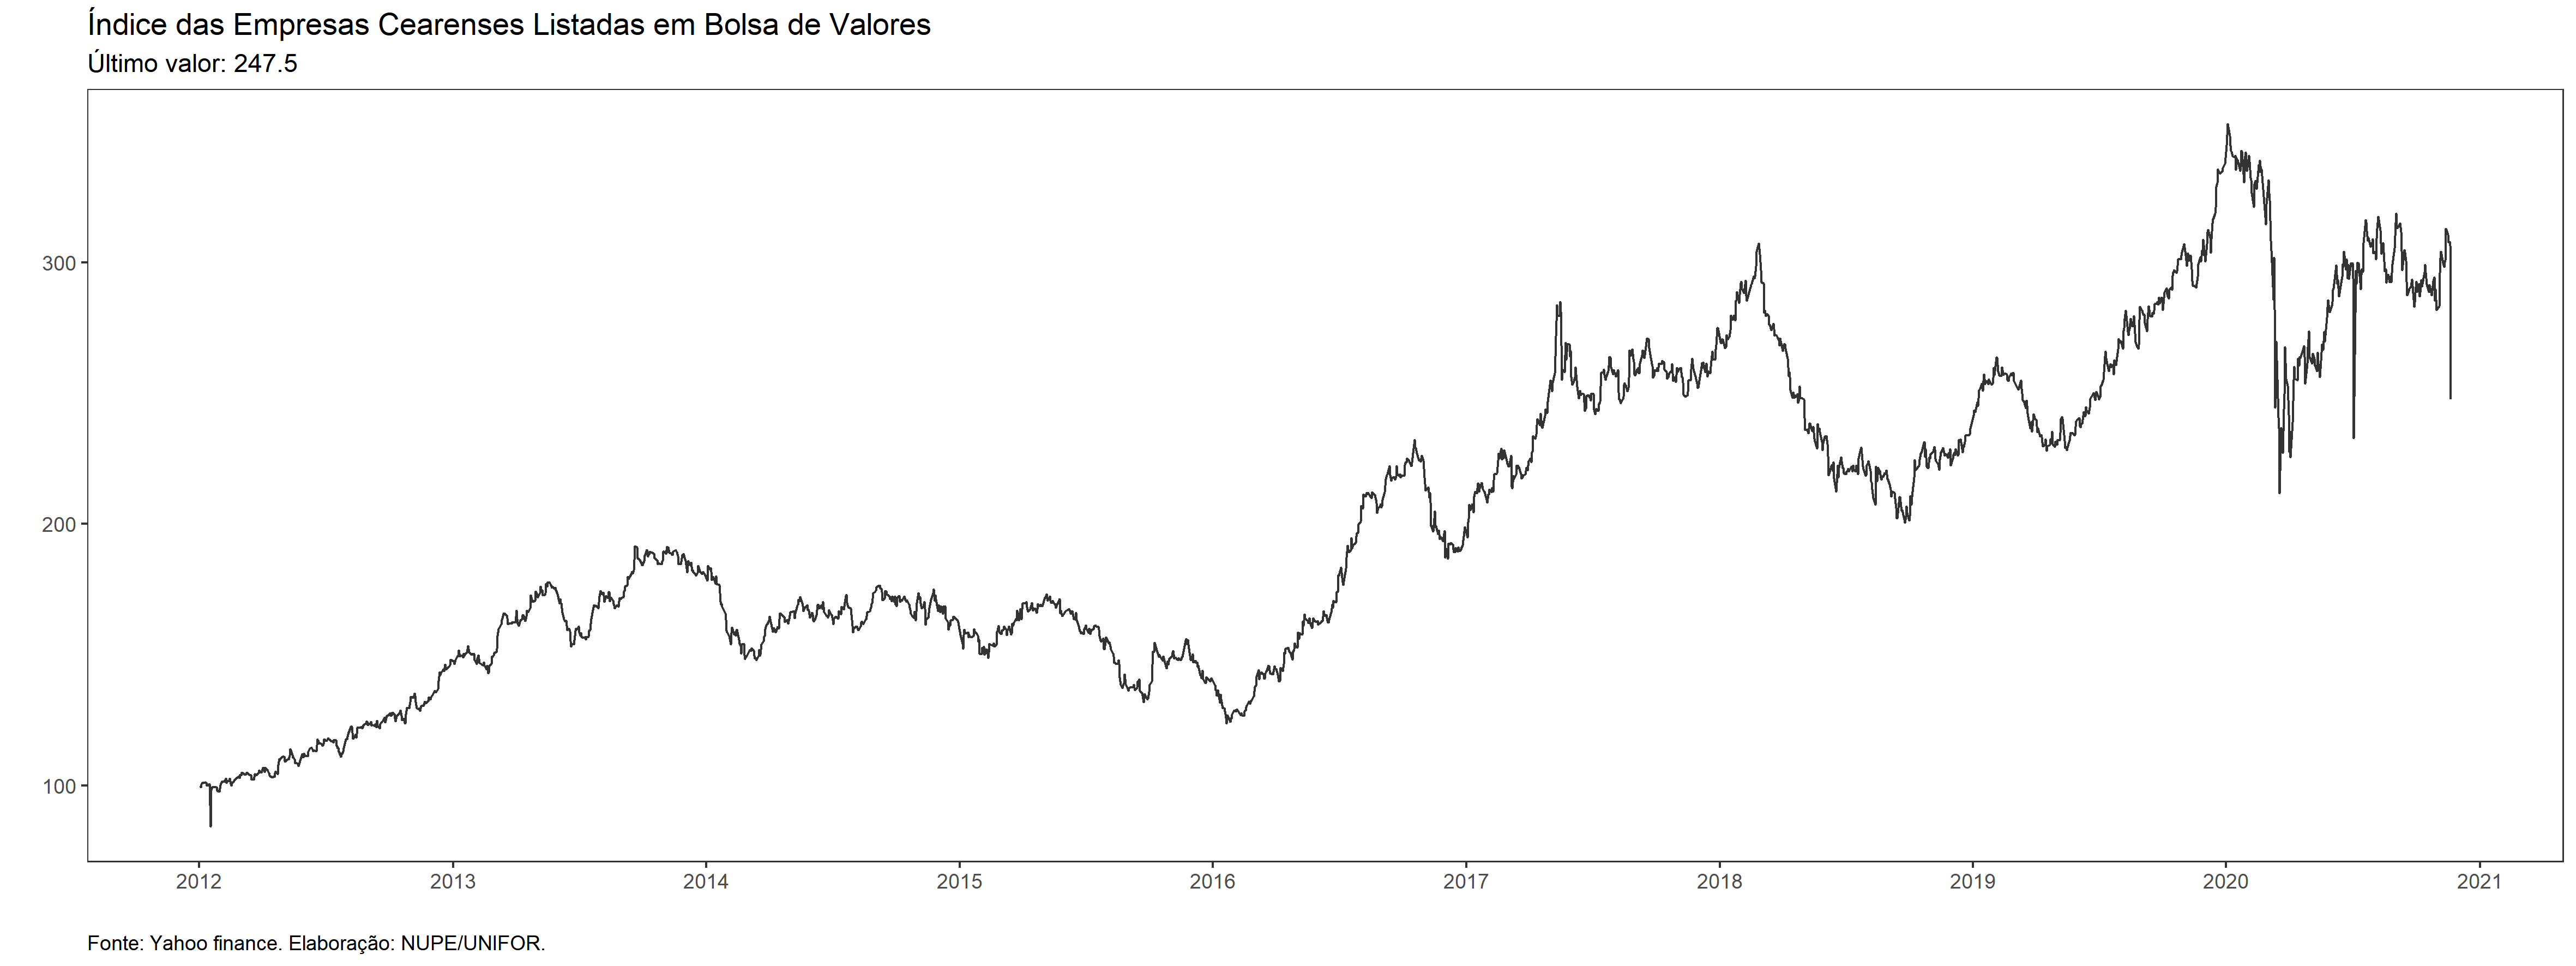 Índice das Empresas Cearenses Listadas em Bolsa de Valores
Último valor: 247.5
300
200
100
2012 2013 2014 2015 2016 2017 2018 2019 2020 2021
Fonte: Yahoo finance. Elaboração: NUPE/UNIFOR.